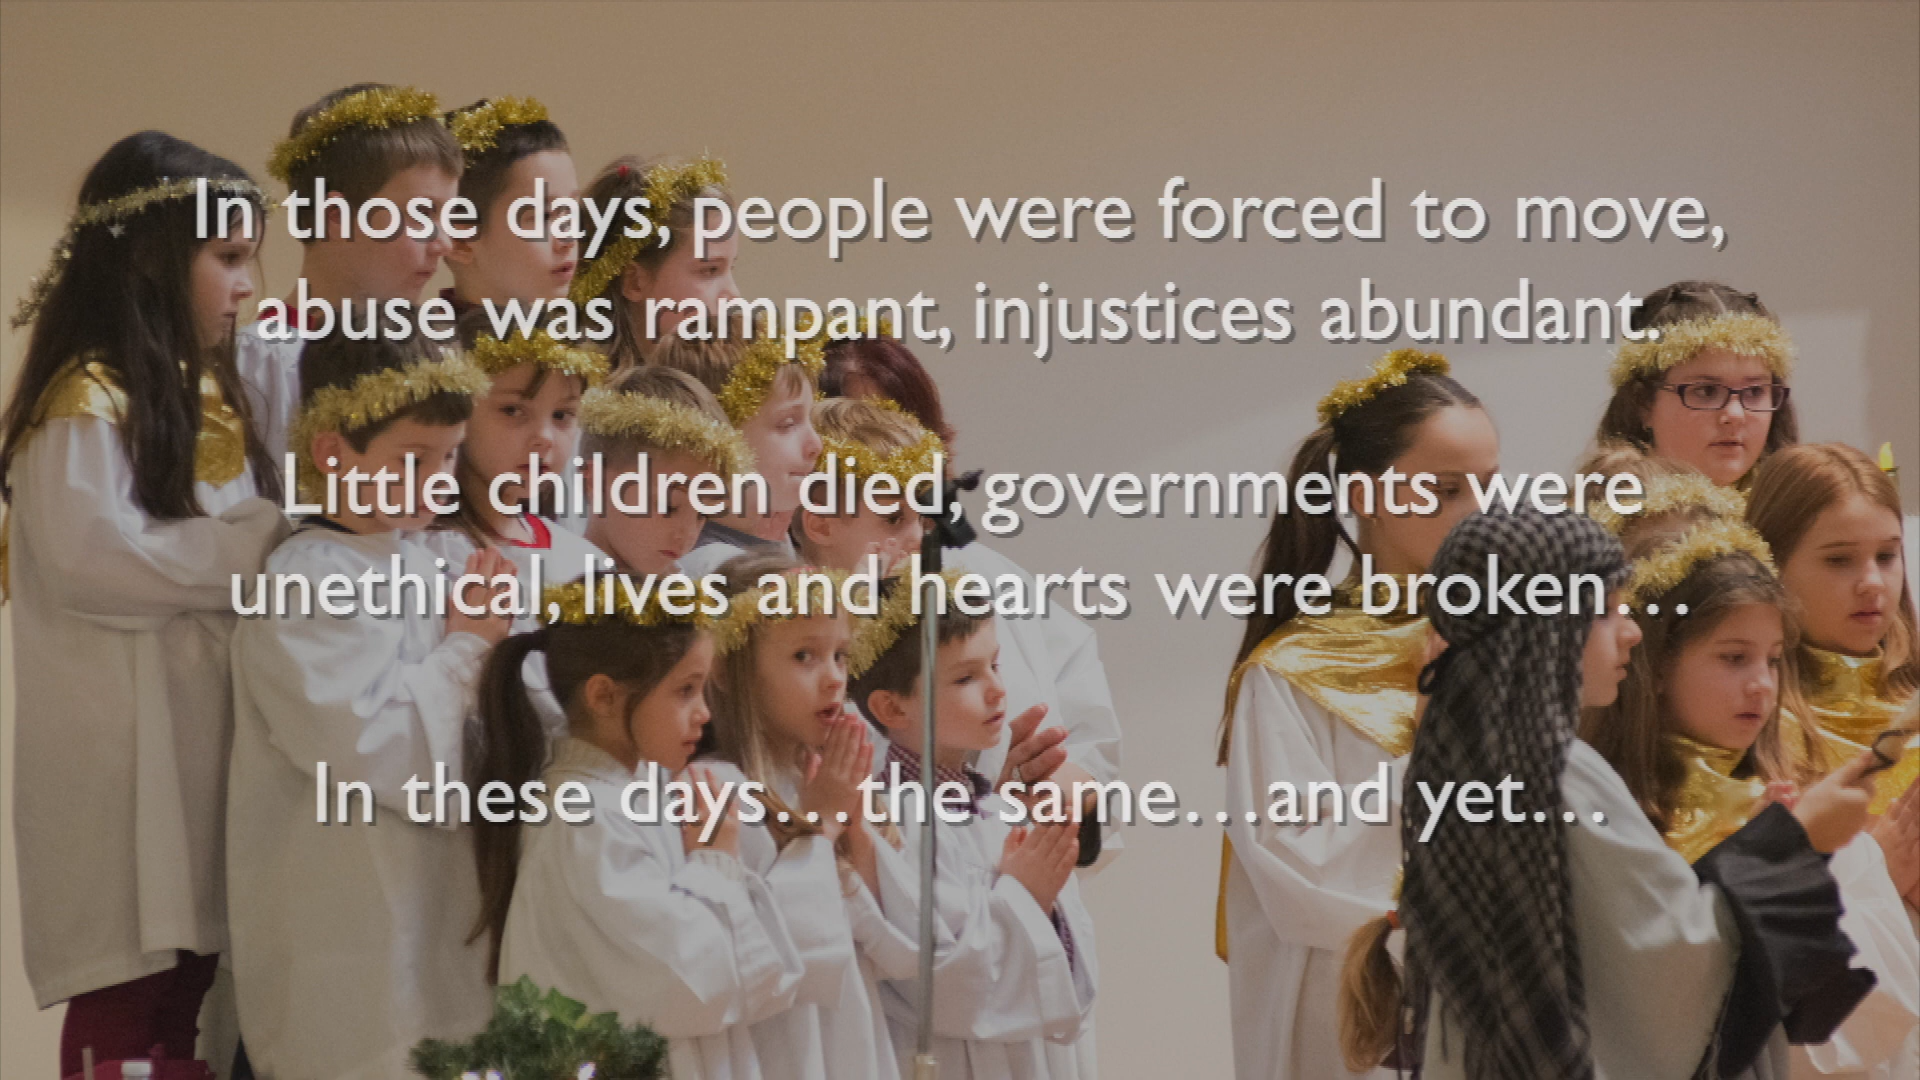 In those days, people were forced to move,
abuse was rampant, injustices abundant.
Little children died, governments were
unethical, lives and hearts were broken…
In these days…the same…and yet…